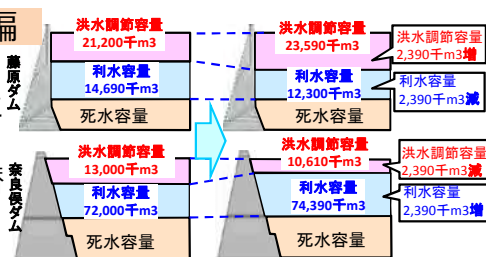 編
藤原ダム
洪水調節容量
21,200千m3
利水容量
14,690千m3
死水容量
洪水調節容量
23,590千m3
利水容量
12,300千m3
死水容量
洪水調節容量
2,390千m3増
利水容量
2,390千m3減
奈良俣ダム
洪水調節容量
13,000千m3
利水容量
72,000千m3
死水容量
洪水調節容量
10,610千m3
利水容量
74,390千m3
死水容量
洪水調節容量
2,390千m3減
利水容量
2,390千m3増